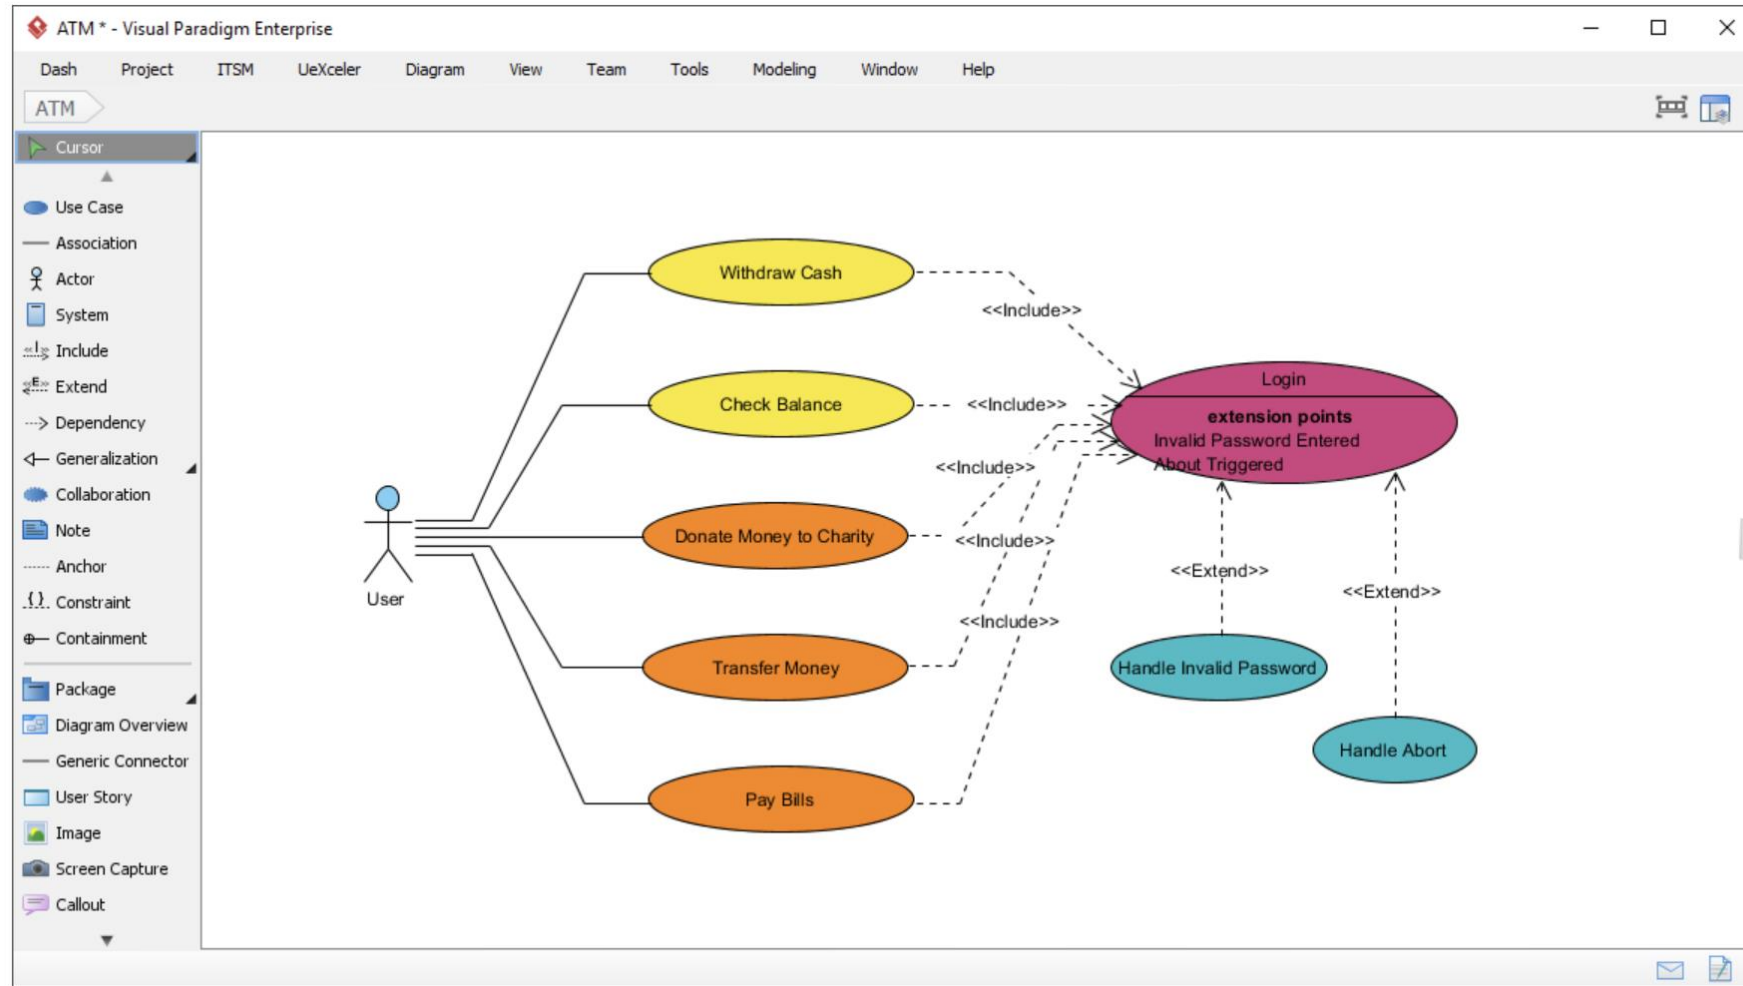 ATM * - Visual Paradigm Enterprise
Dash Project ITSM UeXceler Diagram View Team Tools Modeling Window Help
ATM
Cursor
Use Case
Association
Actor
System
Include
Extend
Dependency
Generalization
Collaboration
Note
Anchor
Constraint
Containment
Package
Diagram Overview
Generic Connector
User Story
Image
Screen Capture
Callout
User
Withdraw Cash
Check Balance
Donate Money to Charity
Transfer Money
Pay Bills
<<Include>>
<<Include>>
<<Include>>
<<Include>>
<<Include>>
Login
extension points
Invalid Password Entered
About Triggered
<<Extend>>
<<Extend>>
Handle Invalid Password
Handle Abort